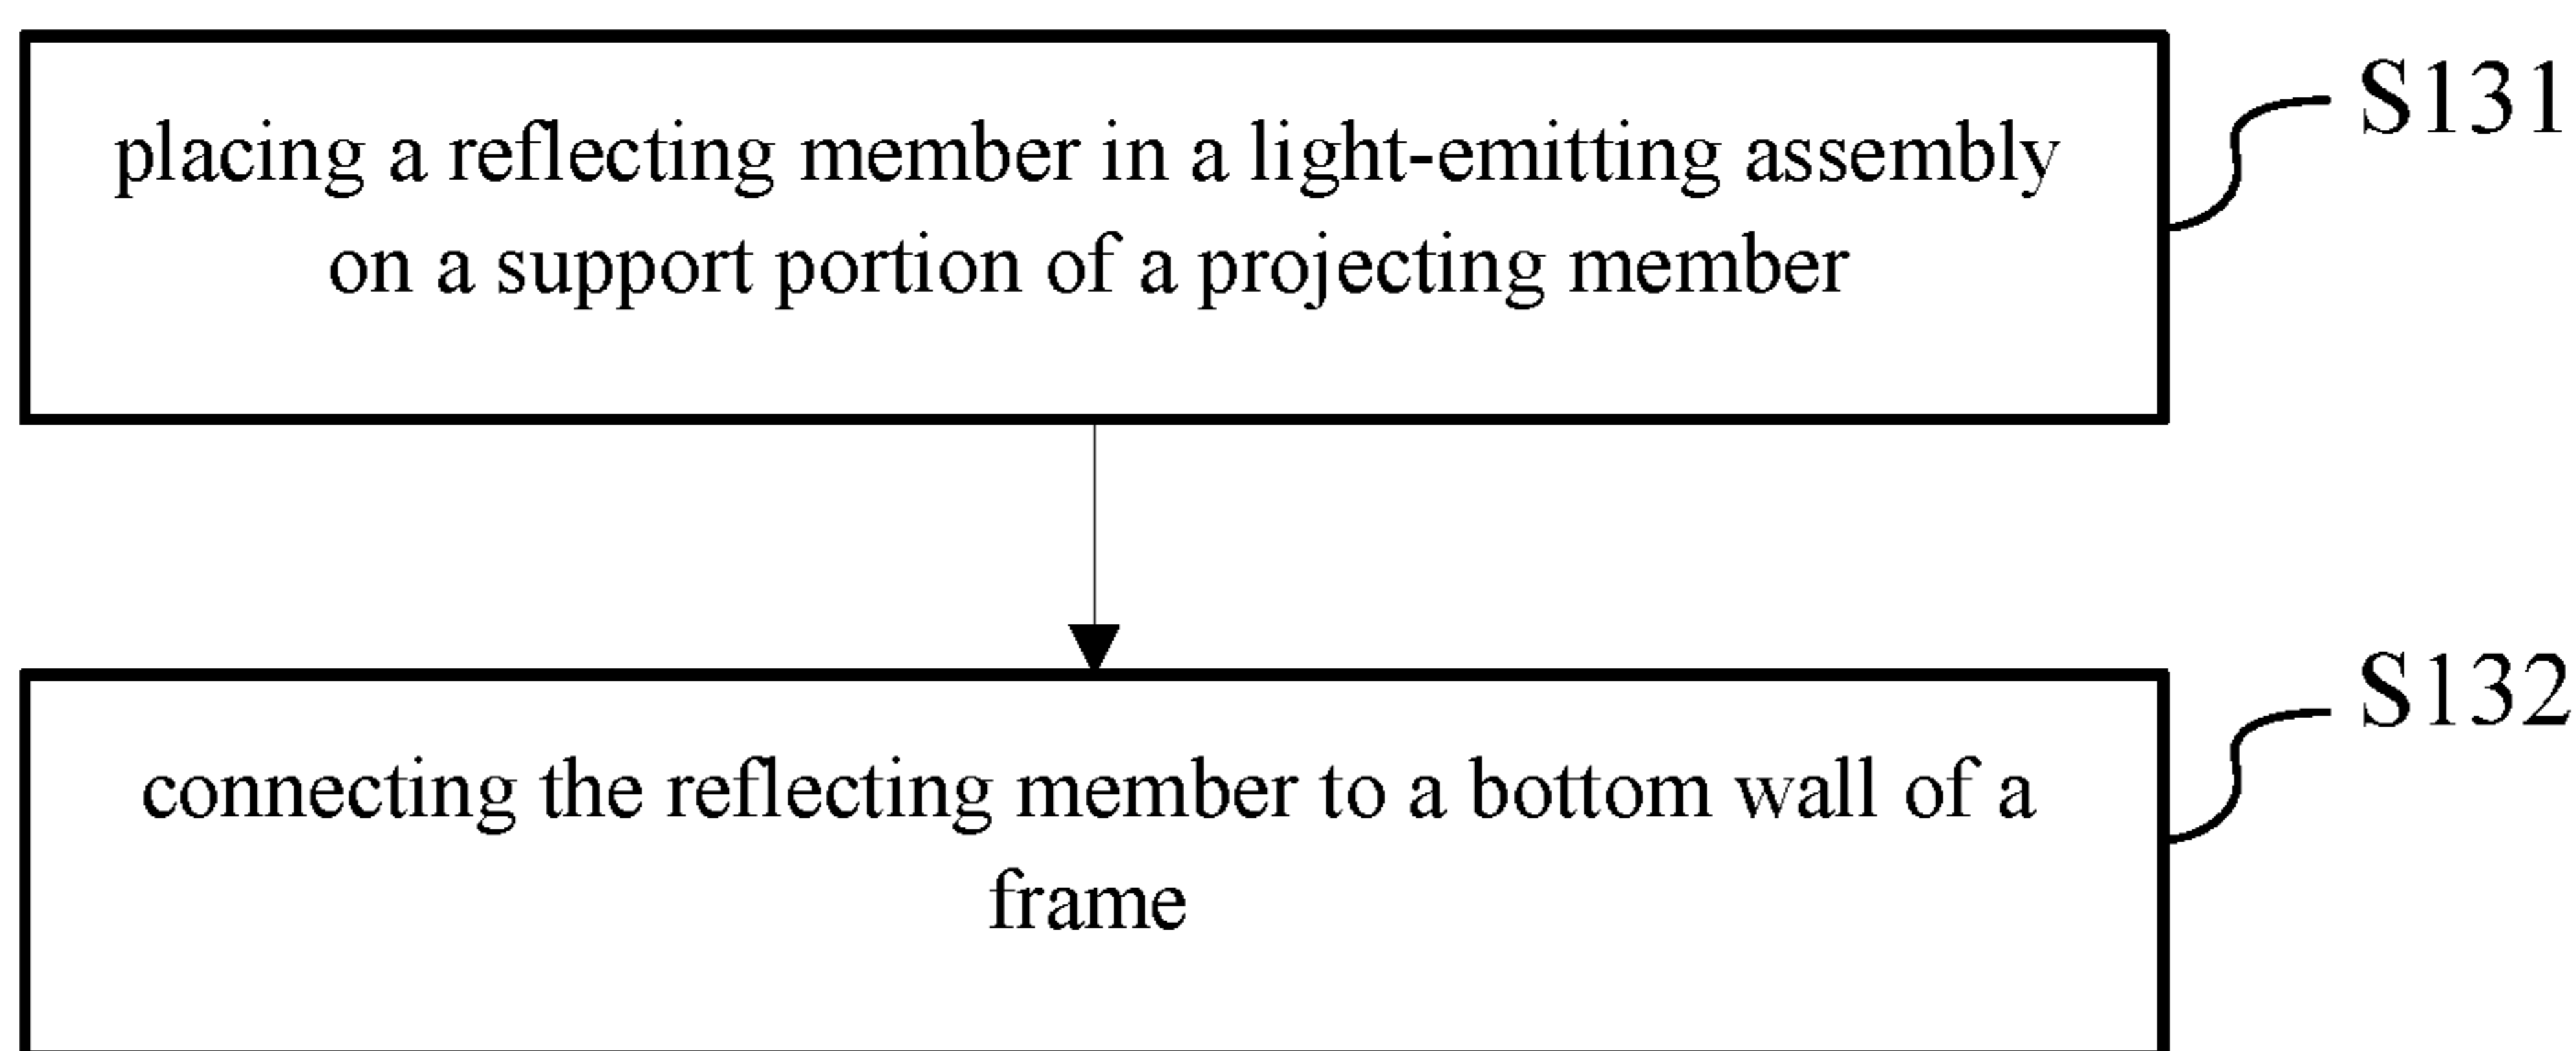 placing a reflecting member in a light-emitting assembly
on a support portion of a projecting member
S131
connecting the reflecting member to a bottom wall of a
frame
S132